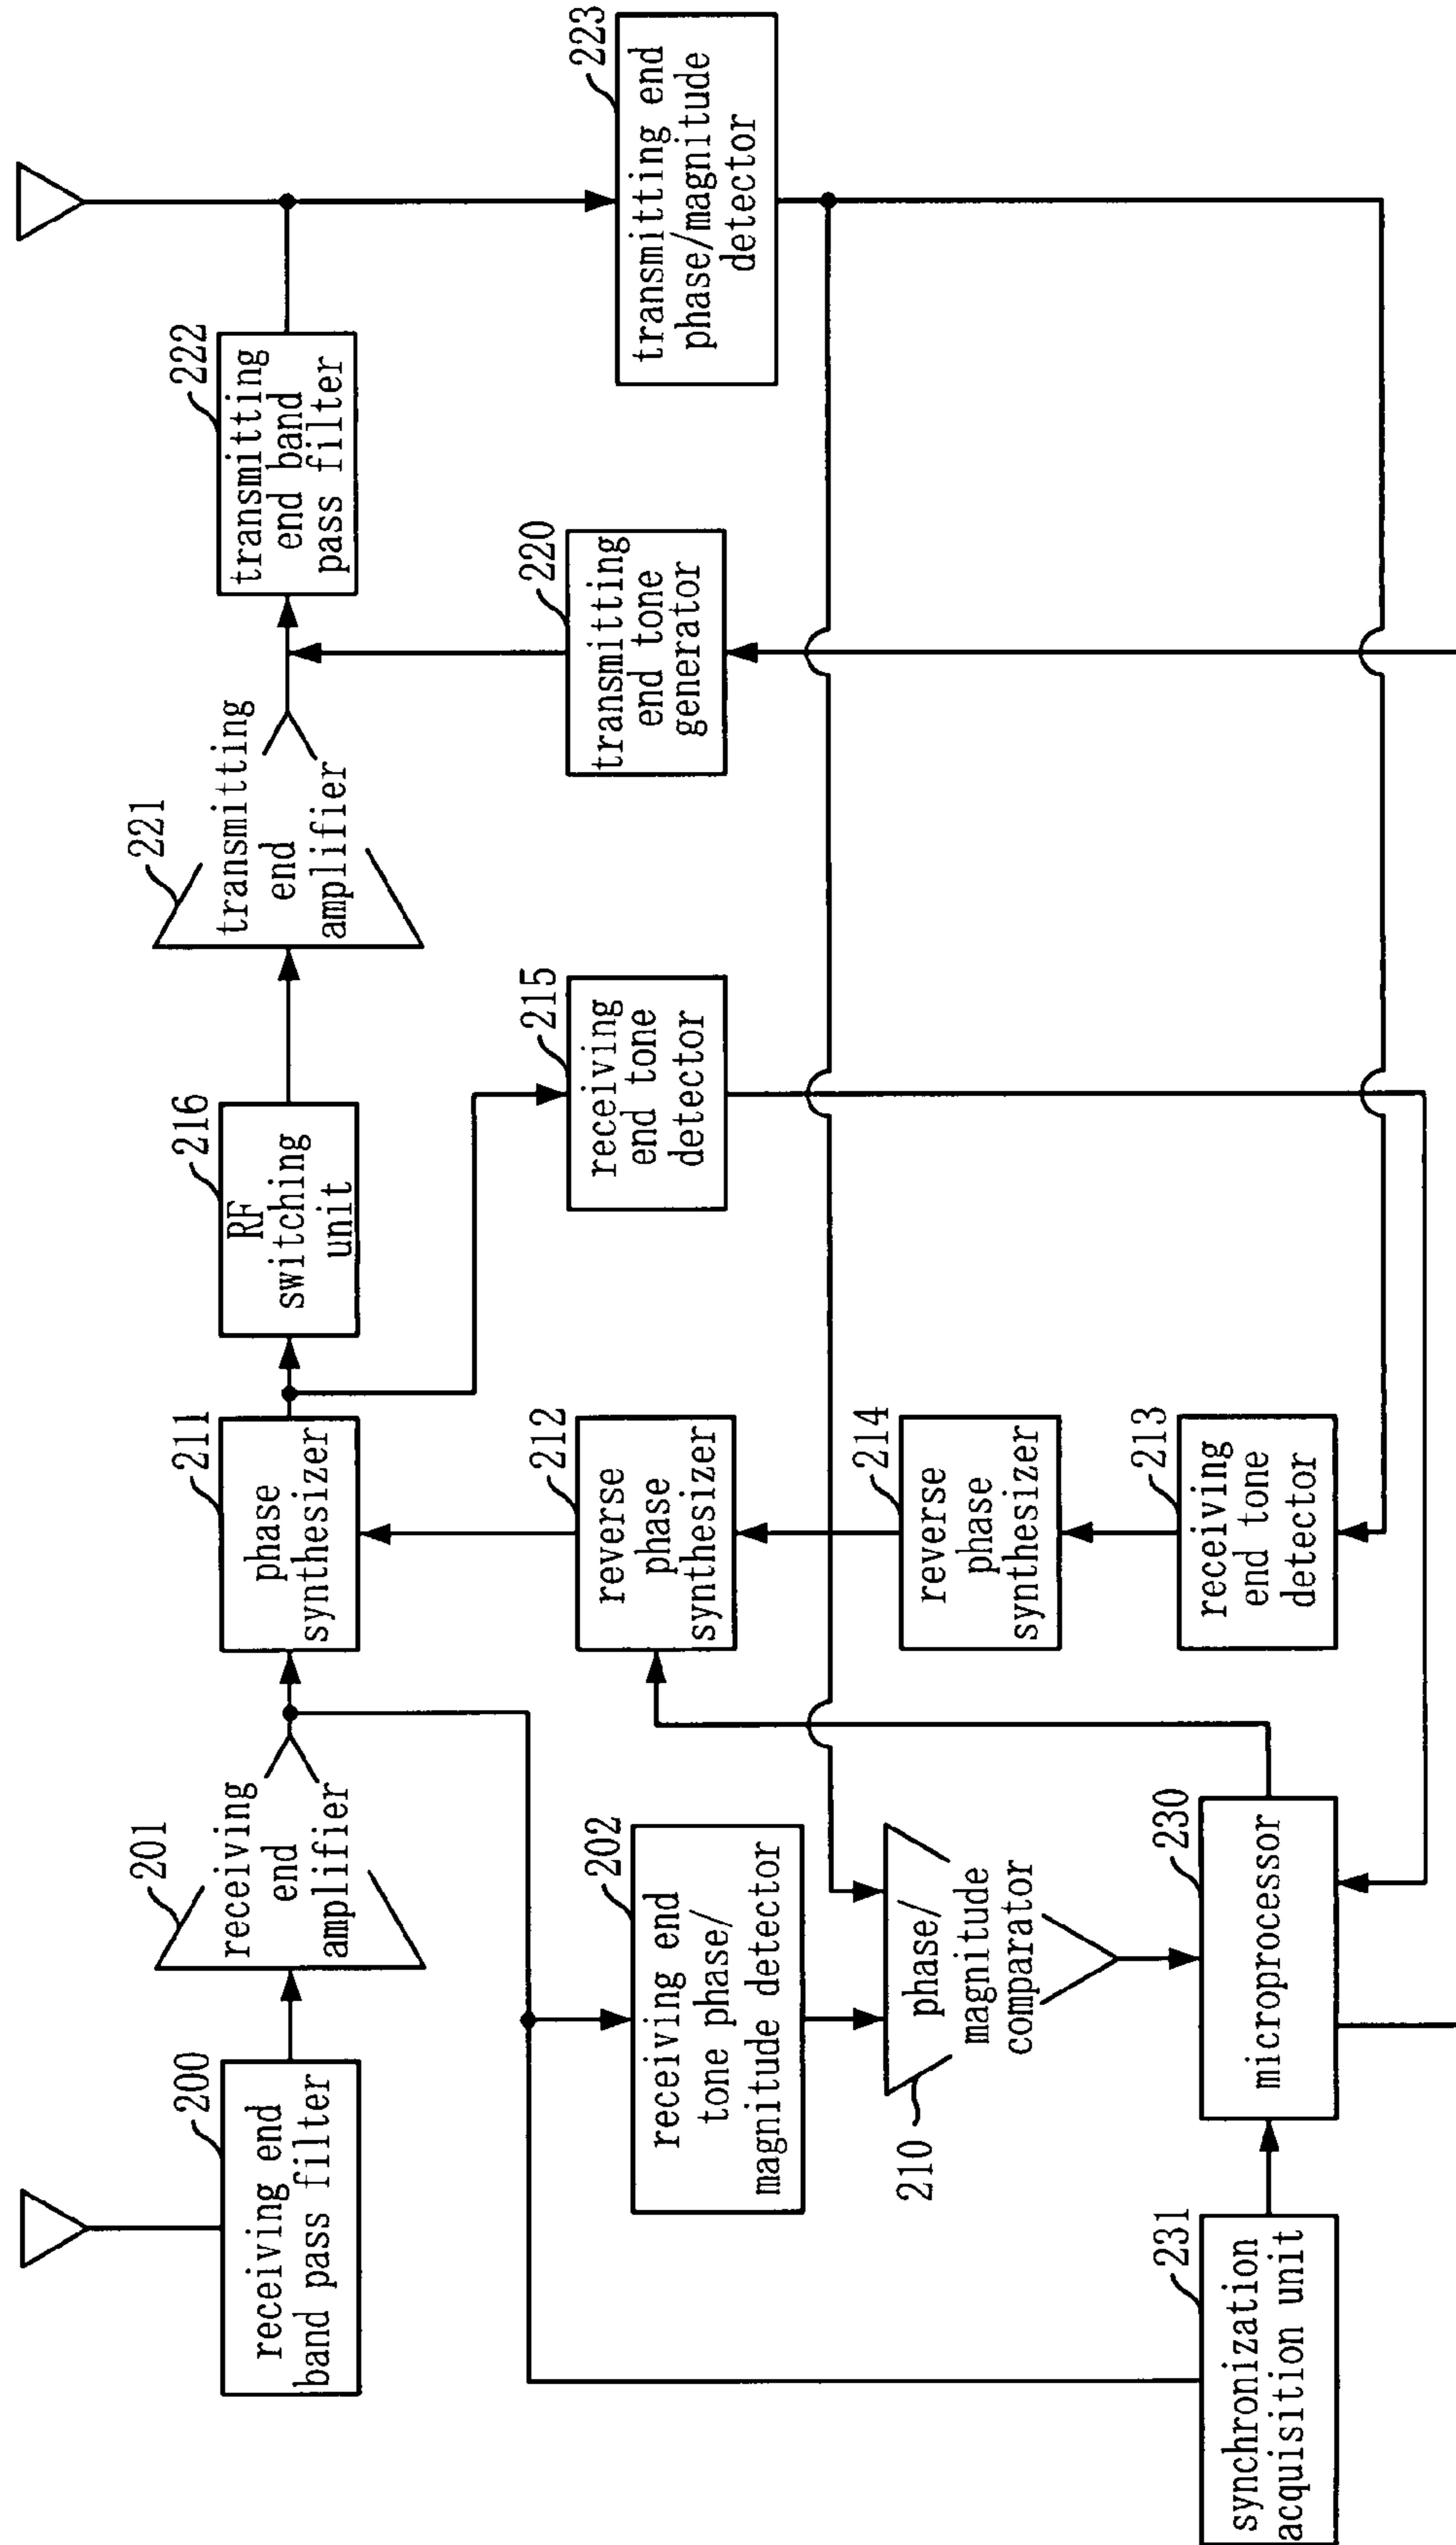 200
receiving end
band pass filter
201
receiving
end
amplifier
211
phase
synthesizer
216
RF
switching
unit
221
transmitting
end
amplifier
222
transmitting
end band
pass filter
202
receiving end
tone phase/
magnitude detector
212
reverse
phase
synthesizer
215
receiving
end tone
detector
220
transmitting
end tone
generator
223
transmitting end
phase/magnitude
detector
210
phase/
magnitude
comparator
214
reverse
phase
synthesizer
231
synchronization
acquisition unit
230
microprocessor
213
receiving
end tone
detector